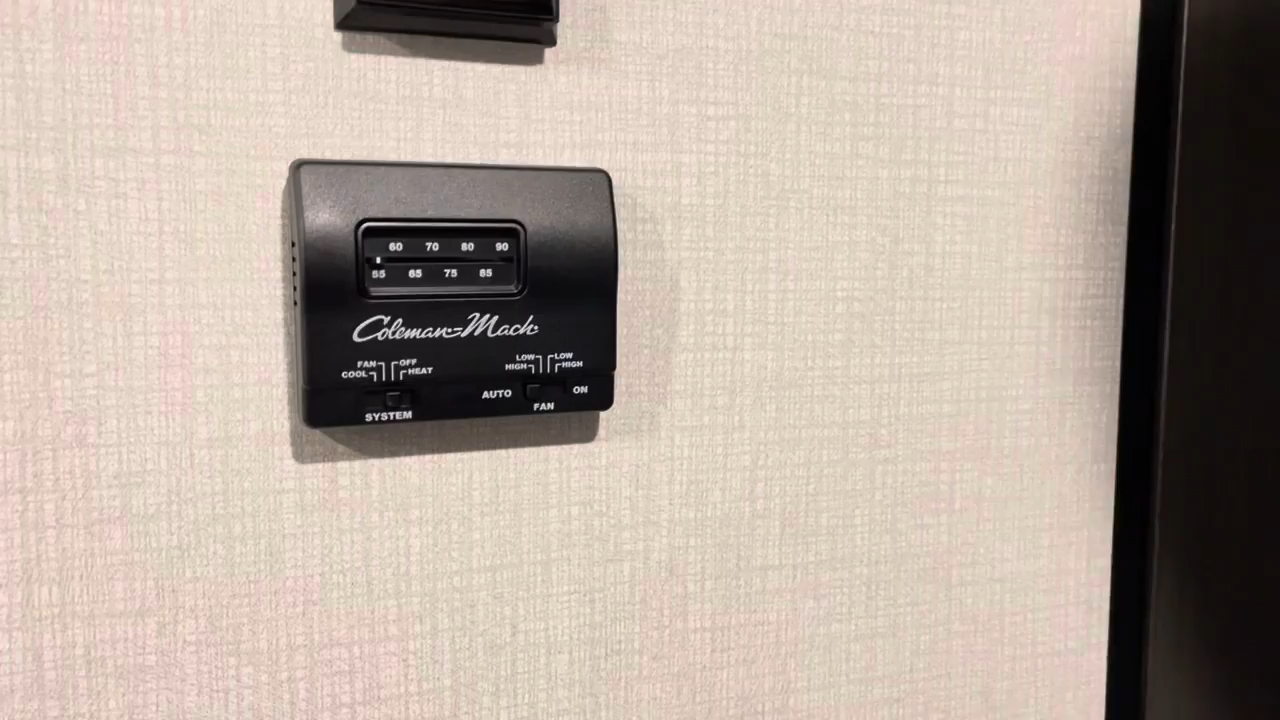 60 70 80 90
55 65 75 85
Coleman-Mach
FAN OFF
COOL HEAT
SYSTEM
LOW LOW
HIGH HIGH
AUTO ON
FAN